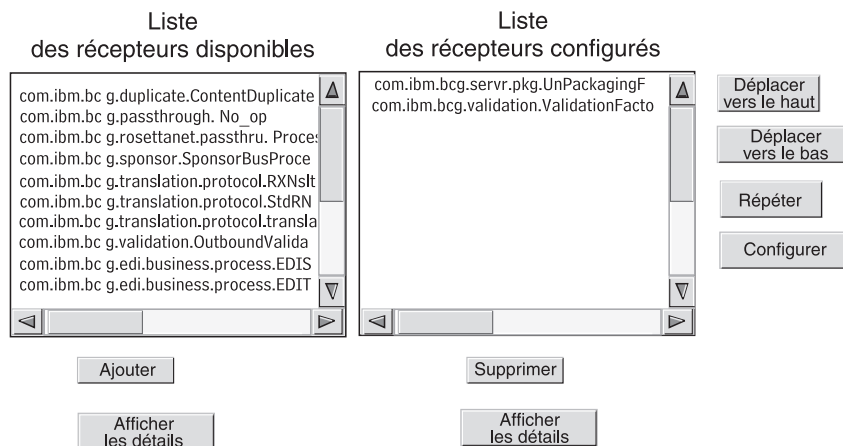 Liste
des récepteurs disponibles
com.ibm.bc g.duplicate.ContentDuplicate
com.ibm.bc g.passthrough. No_op
com.ibm.bc g.rosettanet.passthru. Proces
com.ibm.bc g.sponsor.SponsorBusProce
com.ibm.bc g.translation.protocol.RXNslt
com.ibm.bc g.translation.protocol.StdRN
com.ibm.bc g.translation.protocol.transla
com.ibm.bc g.validation.OutboundValida
com.ibm.bc g.edi.business.process.EDIS
com.ibm.bc g.edi.business.process.EDIT
Ajouter
Afficher
les détails
Liste
des récepteurs configurés
com.ibm.bcg.servr.pkg.UnPackagingF
com.ibm.bcg.validation.ValidationFacto
Supprimer
Afficher
les détails
Déplacer
vers le haut
Déplacer
vers le bas
Répéter
Configurer